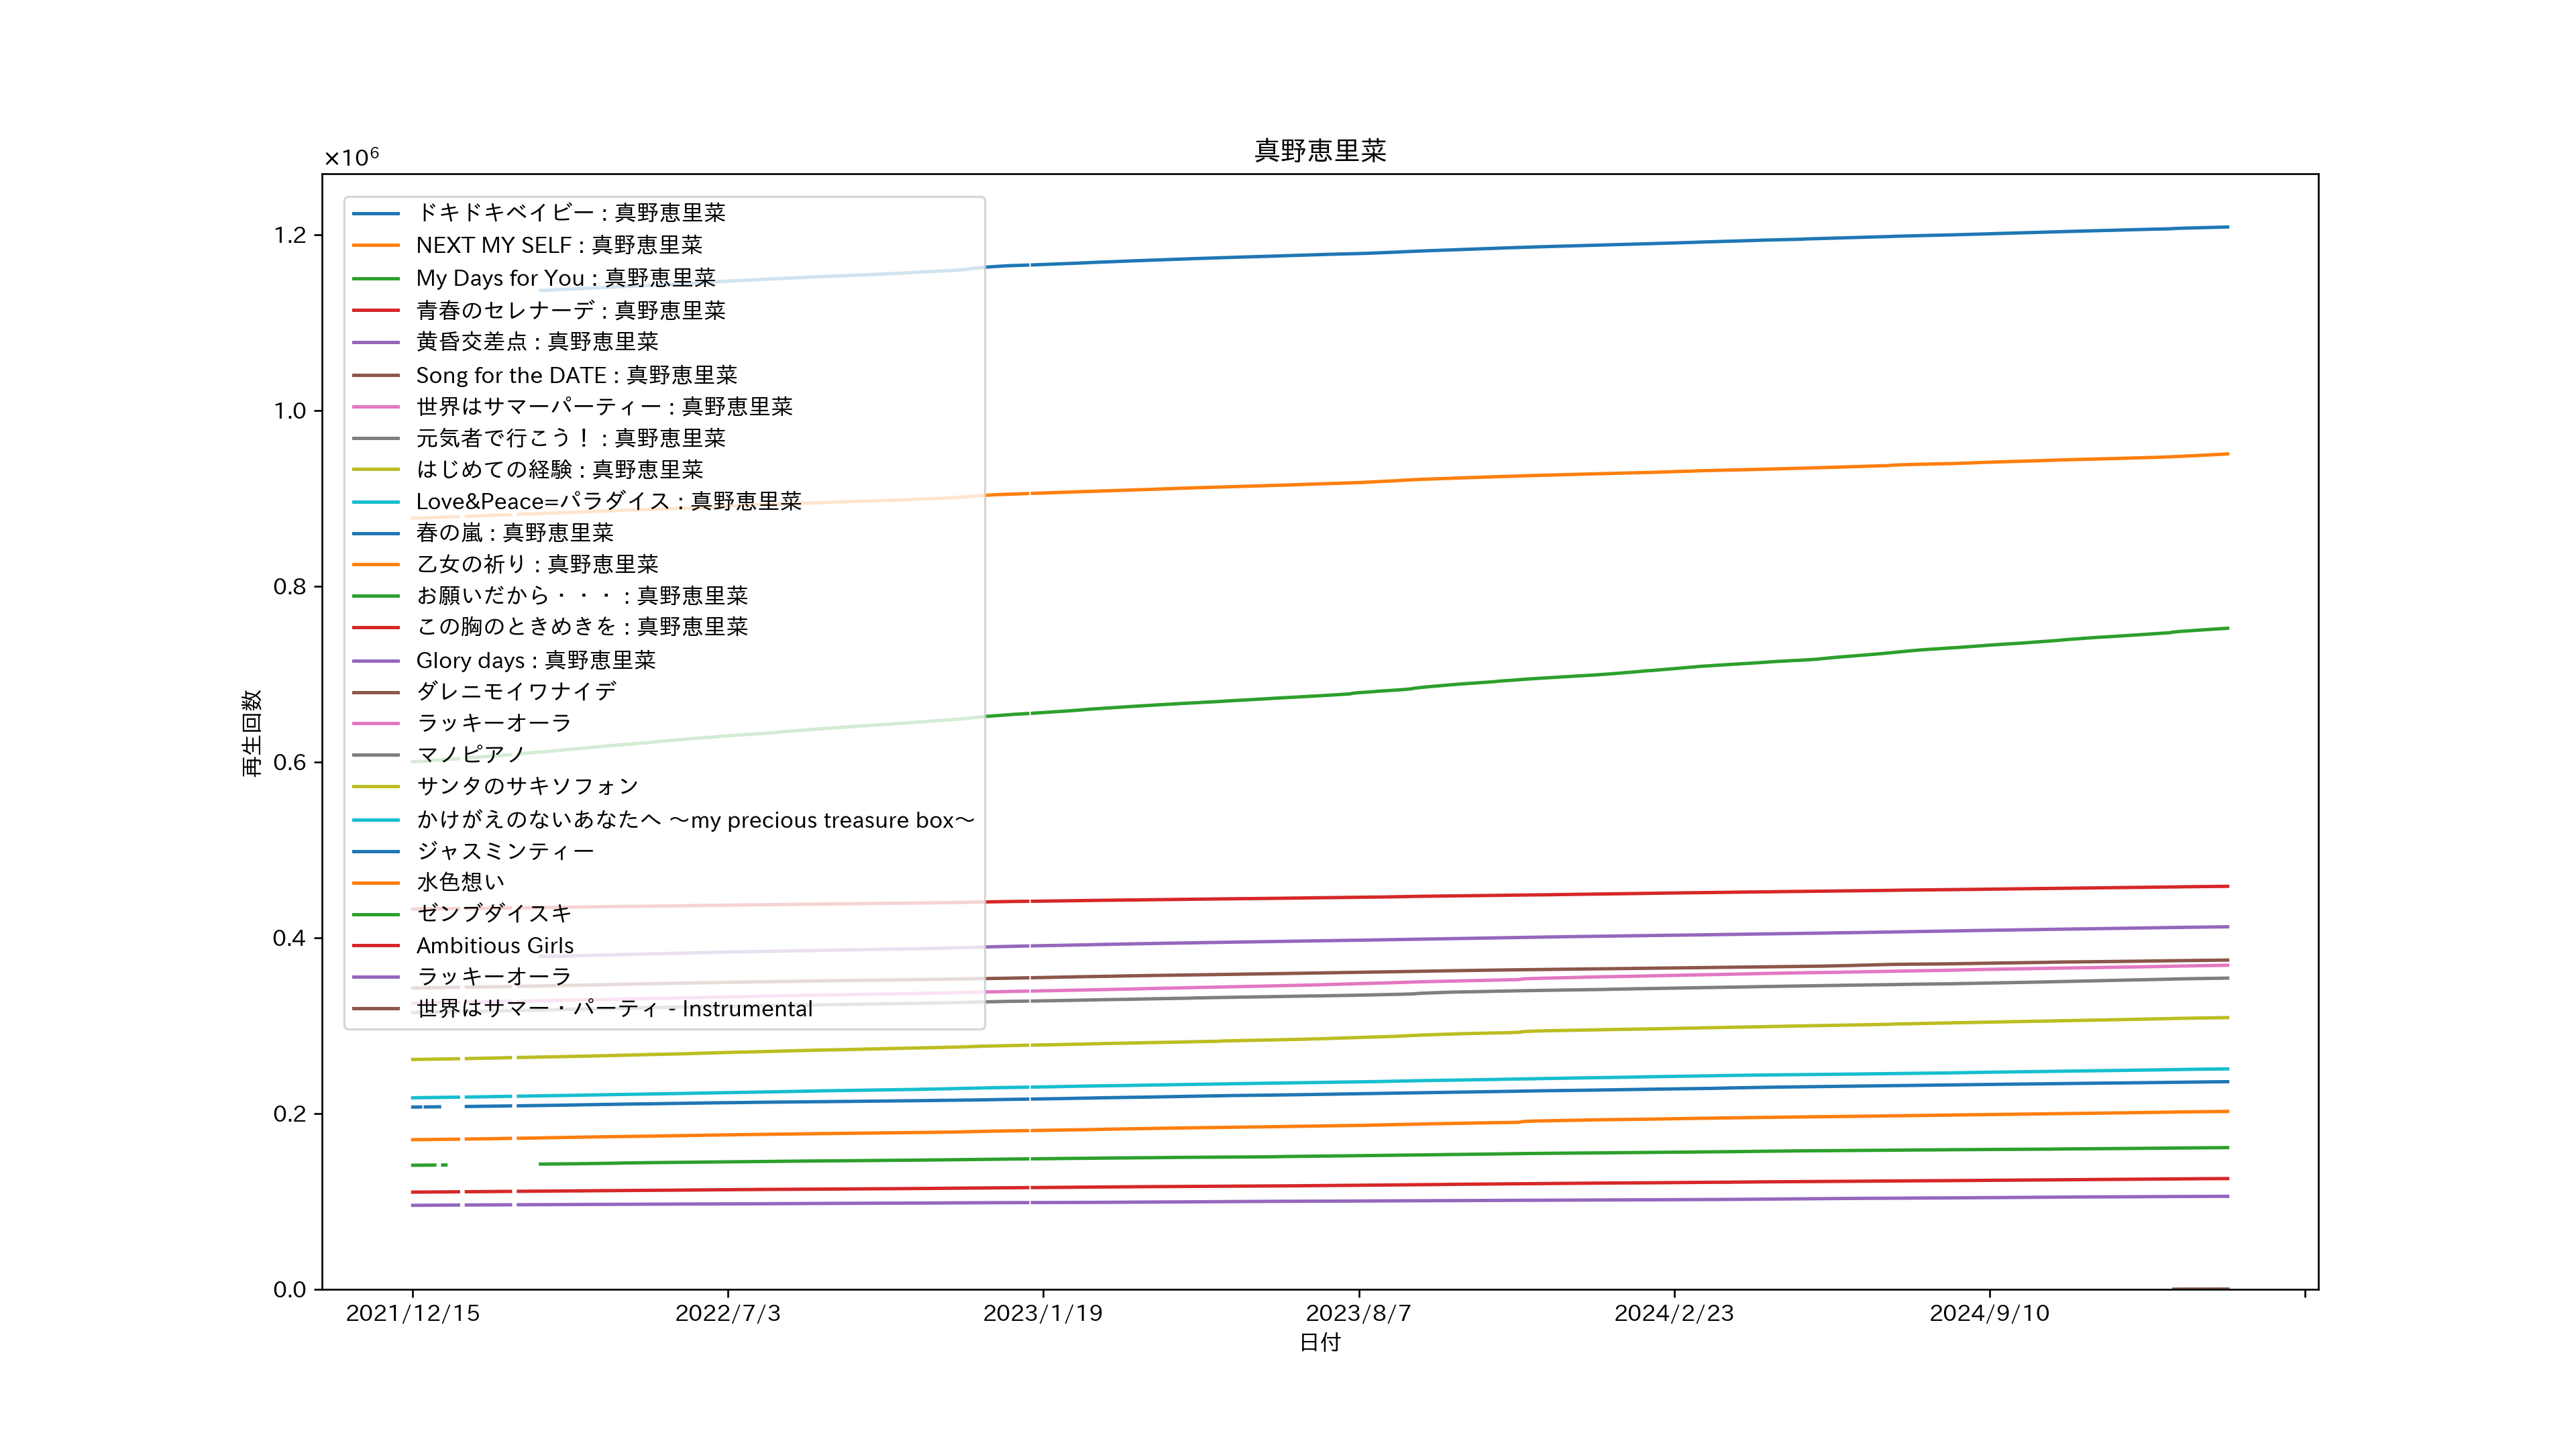 真野恵里菜
×10⁶
1.2
1.0
0.8
0.6
0.4
0.2
0.0
再生回数
ドキドキベイビー : 真野恵里菜
NEXT MY SELF : 真野恵里菜
My Days for You : 真野恵里菜
青春のセレナーデ : 真野恵里菜
黄昏交差点 : 真野恵里菜
Song for the DATE : 真野恵里菜
世界はサマーパーティー : 真野恵里菜
元気者で行こう！ : 真野恵里菜
はじめての経験 : 真野恵里菜
Love&Peace=パラダイス : 真野恵里菜
春の嵐 : 真野恵里菜
乙女の祈り : 真野恵里菜
お願いだから・・・ : 真野恵里菜
この胸のときめきを : 真野恵里菜
Glory days : 真野恵里菜
ダレニモイワナイデ
ラッキーオーラ
マノピアノ
サンタのサキソフォン
かけがえのないあなたへ 〜my precious treasure box〜
ジャスミンティー
水色想い
ゼンブダイスキ
Ambitious Girls
ラッキーオーラ
世界はサマー・パーティ - Instrumental
2021/12/15
2022/7/3
2023/1/19
2023/8/7
2024/2/23
2024/9/10
日付